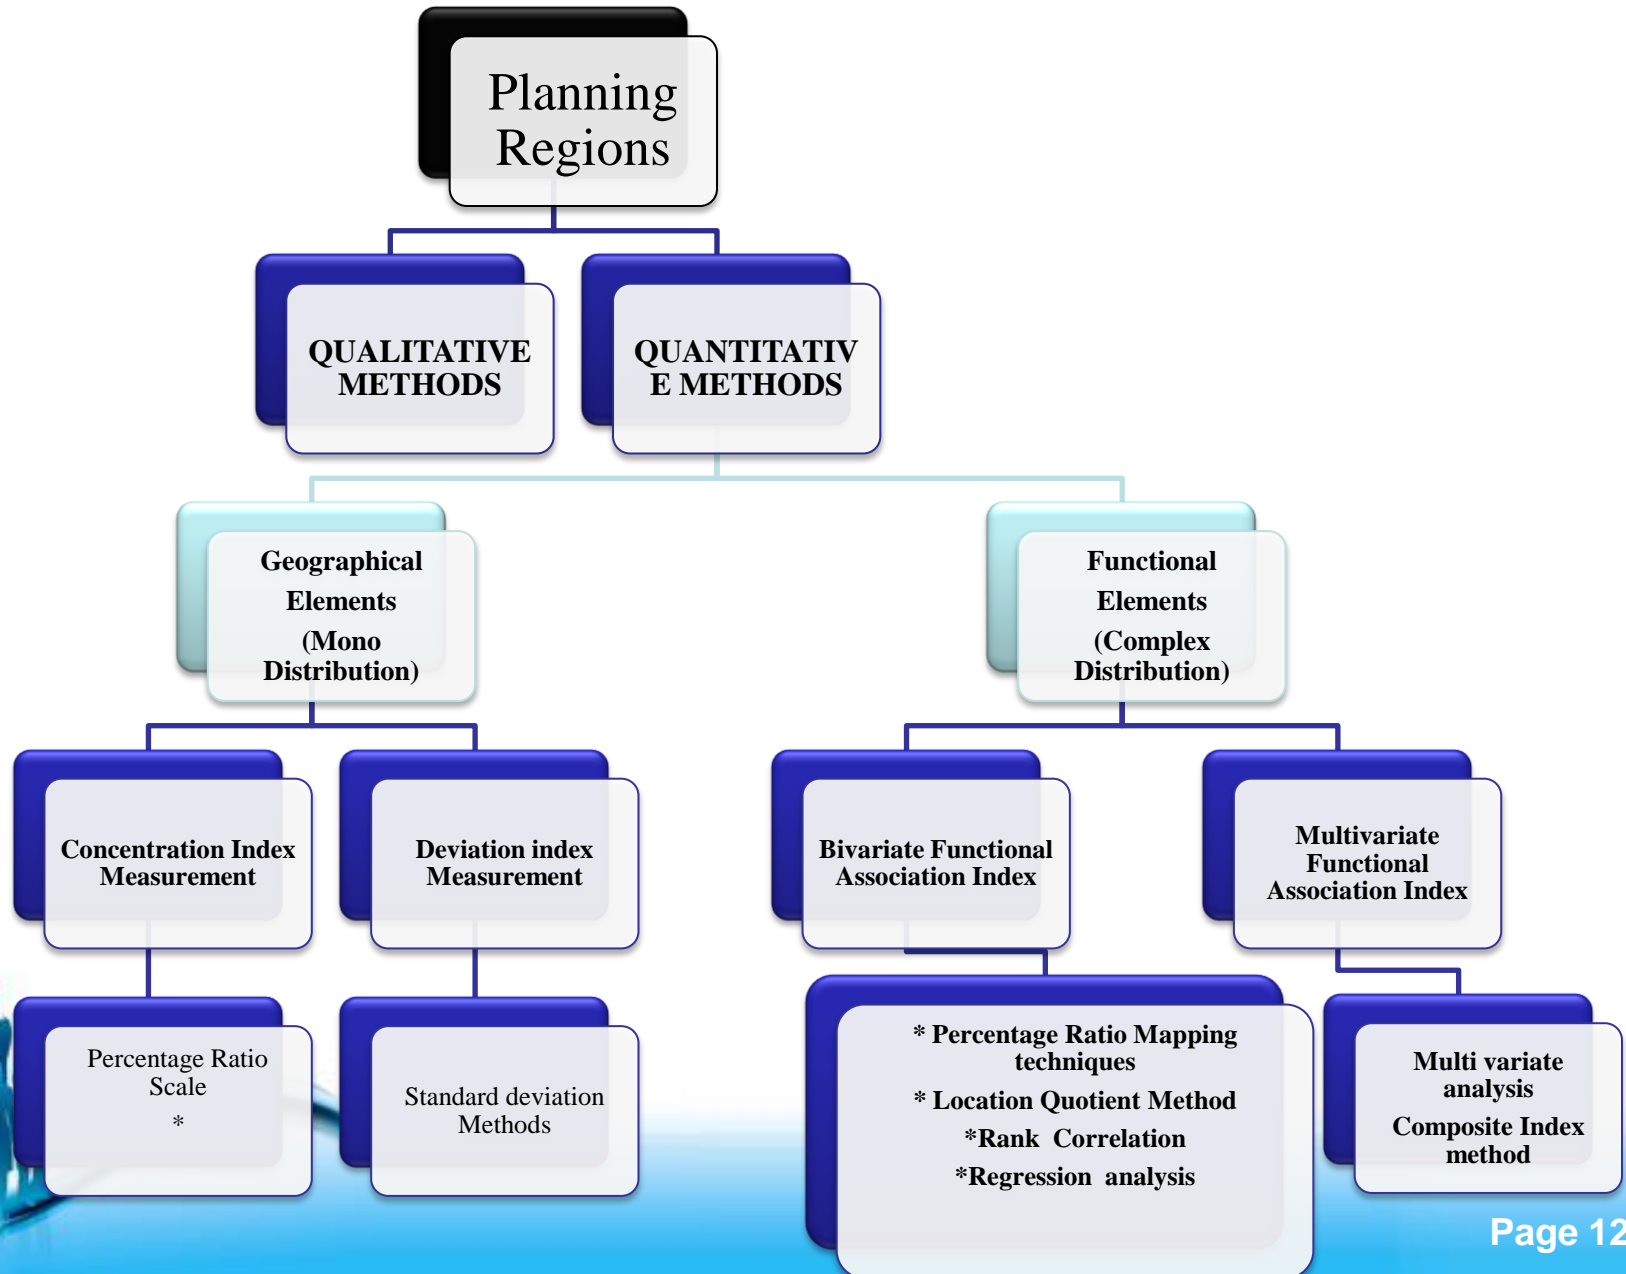 Planning
Regions
QUALITATIVE
METHODS
QUANTITATIV
E METHODS
Geographical
Elements
(Mono
Distribution)
Functional
Elements
(Complex
Distribution)
Concentration Index
Measurement
Deviation index
Measurement
Bivariate Functional
Association Index
Multivariate
Functional
Association Index
Percentage Ratio
Scale
*
Standard deviation
Methods
* Percentage Ratio Mapping
techniques
* Location Quotient Method
*Rank Correlation
*Regression analysis
Multi variate
analysis
Composite Index
method
Page 12